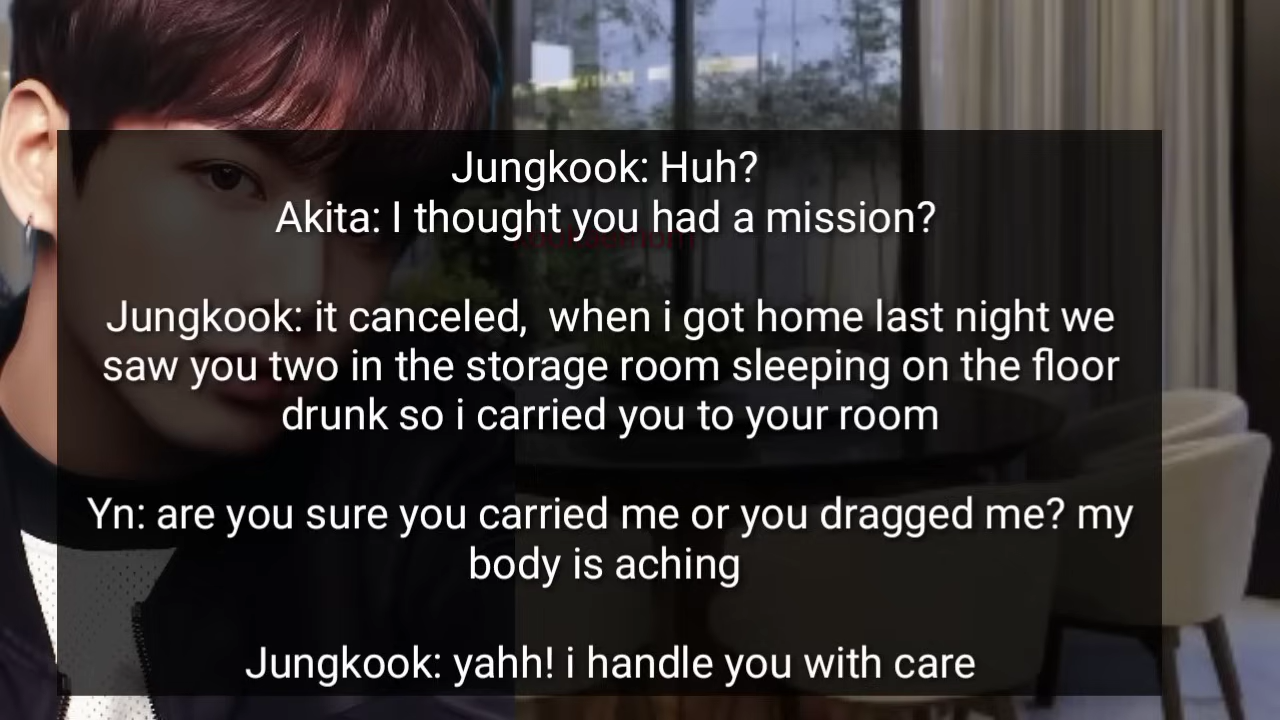 Jungkook: Huh?
Akita: I thought you had a mission?
Jungkook: it canceled,  when i got home last night we
saw you two in the storage room sleeping on the floor
drunk so i carried you to your room
Yn: are you sure you carried me or you dragged me? my
body is aching
Jungkook: yahh! i handle you with care